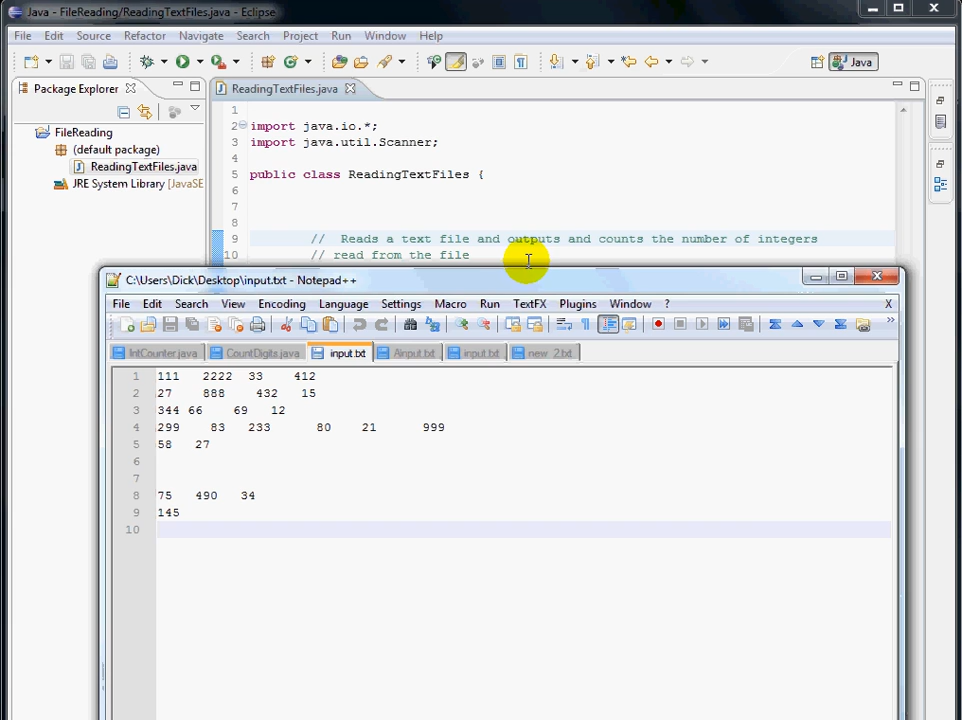 Java - FileReading/ReadingTextFiles.java - Eclipse
File Edit Source Refactor Navigate Search Project Run Window Help
Java
Package Explorer
ReadingTextFiles.java
FileReading
(default package)
ReadingTextFiles.java
JRE System Library [JavaSE
1
2 import java.io.*;
3 import java.util.Scanner;
4
5 public class ReadingTextFiles {
6
7
8
9 // Reads a text file and outputs and counts the number of integers
10 // read from the file
C:\Users\Dick\Desktop\input.txt - Notepad++
File Edit Search View Encoding Language Settings Macro Run TextFX Plugins Window ? X
IntCounter.java CountDigits.java input.txt Ainput.txt input.txt new 2.txt
1 111 2222 33 412
2 27 888 432 15
3 344 66 69 12
4 299 83 233 80 21 999
5 58 27
6
7
8 75 490 34
9 145
10